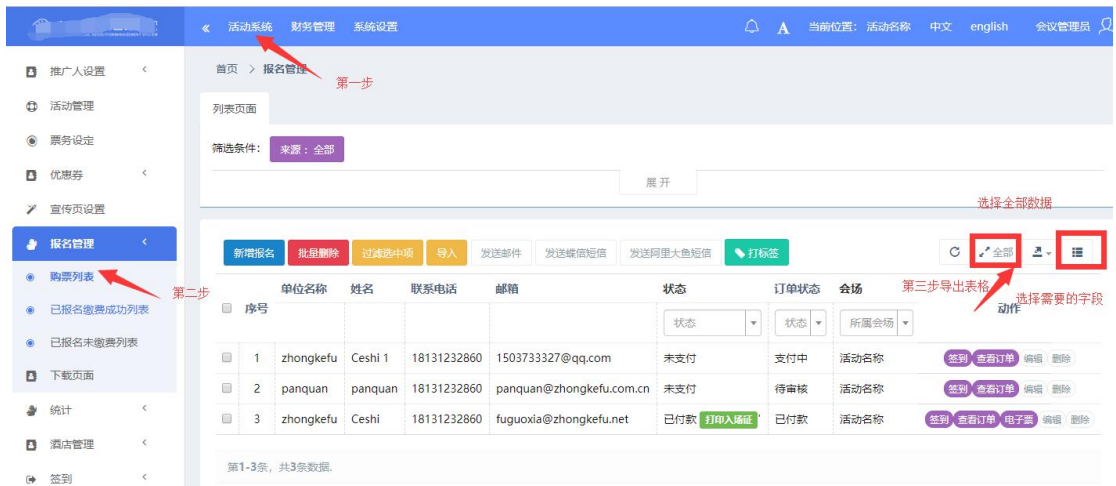 活动系统 财务管理 系统设置 A 当前位置：活动名称 中文 english 会议管理员
推广人设置
活动管理
票务设定
优惠券
宣传页设置
报名管理
购票列表
已报名缴费成功列表
已报名未缴费列表
下载页面
统计
酒店管理
签到
首页 > 报名管理
第一步
列表页面
筛选条件： 来源：全部
展开
选择全部数据
新增报名 批量删除 过滤选中项 导入 发送邮件 发送螺信短信 发送阿里大鱼短信 打标签 全部
第二步
第三步导出表格
选择需要的字段
序号 单位名称 姓名 联系电话 邮箱 状态 订单状态 会场 动作
状态 状态 所属会场
1 zhongkefu Ceshi 1 18131232860 1503733327@qq.com 未支付 支付中 活动名称 签到 查看订单 编辑 删除
2 panquan panquan 18131232860 panquan@zhongkefu.com.cn 未支付 待审核 活动名称 签到 查看订单 编辑 删除
3 zhongkefu Ceshi 18131232860 fuguoxia@zhongkefu.net 已付款 打印入场证 已付款 活动名称 签到 查看订单 电子票 编辑 删除
第1-3条，共3条数据.